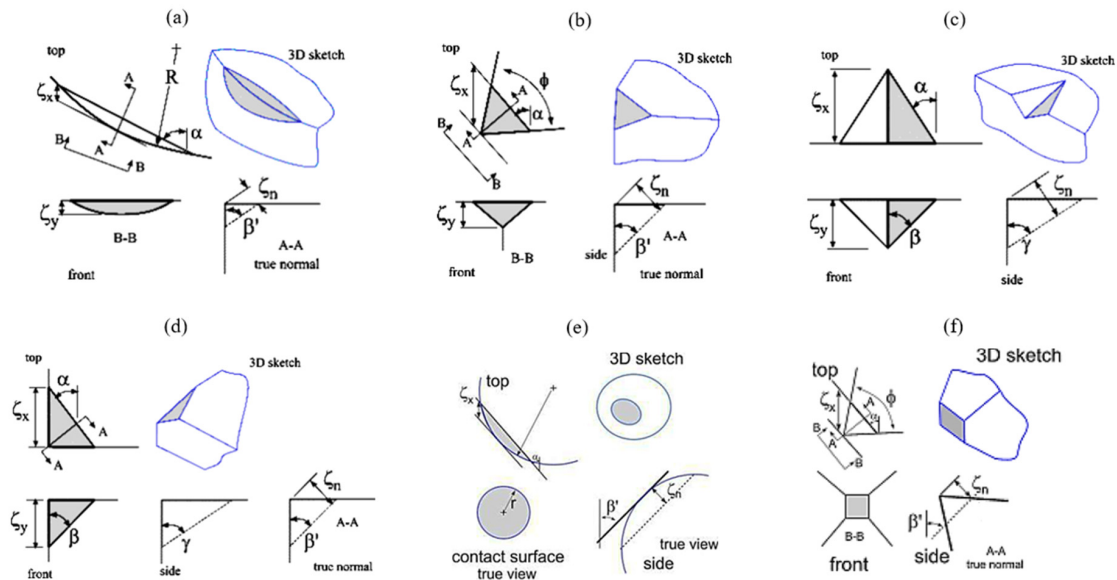 (a)
top
3D sketch
R
A
ζx
α
B
A
B
ζn
ζy
β'
B-B
A-A
true normal
front
(b)
top
3D sketch
ϕ
ζx
A
α
B
A
B
ζn
ζy
β'
side
A-A
B-B
front
true normal
(c)
top
3D sketch
ζx
α
ζn
ζy
β
γ
front
side
(d)
top
3D sketch
α
ζx
A
A
ζn
ζy
β
γ
β'
A-A
front
side
true normal
(e)
top
3D sketch
ζx
α
r
β'
ζn
contact surface
true view
true view
side
(f)
3D sketch
top
ζx
A
ϕ
α
B
A
B
ζn
β'
B-B
front
side
A-A
true normal